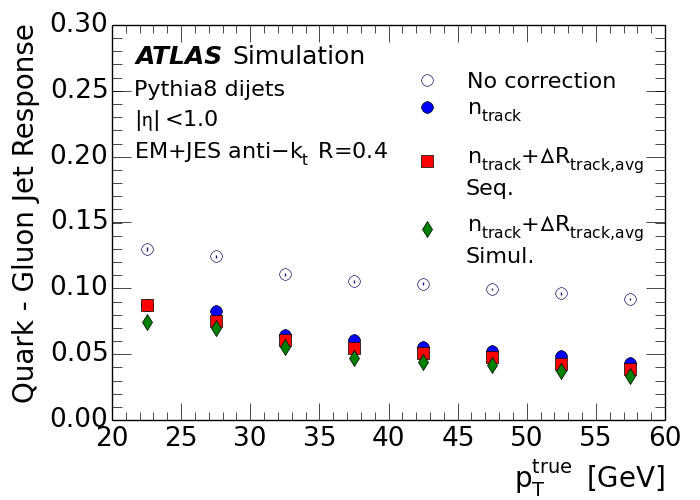 Quark - Gluon Jet Response
0.30
0.25
0.20
0.15
0.10
0.05
0.00
ATLAS Simulation
Pythia8 dijets
|η| <1.0
EM+JES anti−kt R=0.4
No correction
ntrack
ntrack+ΔRtrack,avg
Seq.
ntrack+ΔRtrack,avg
Simul.
20 25 30 35 40 45 50 55 60
pTtrue [GeV]